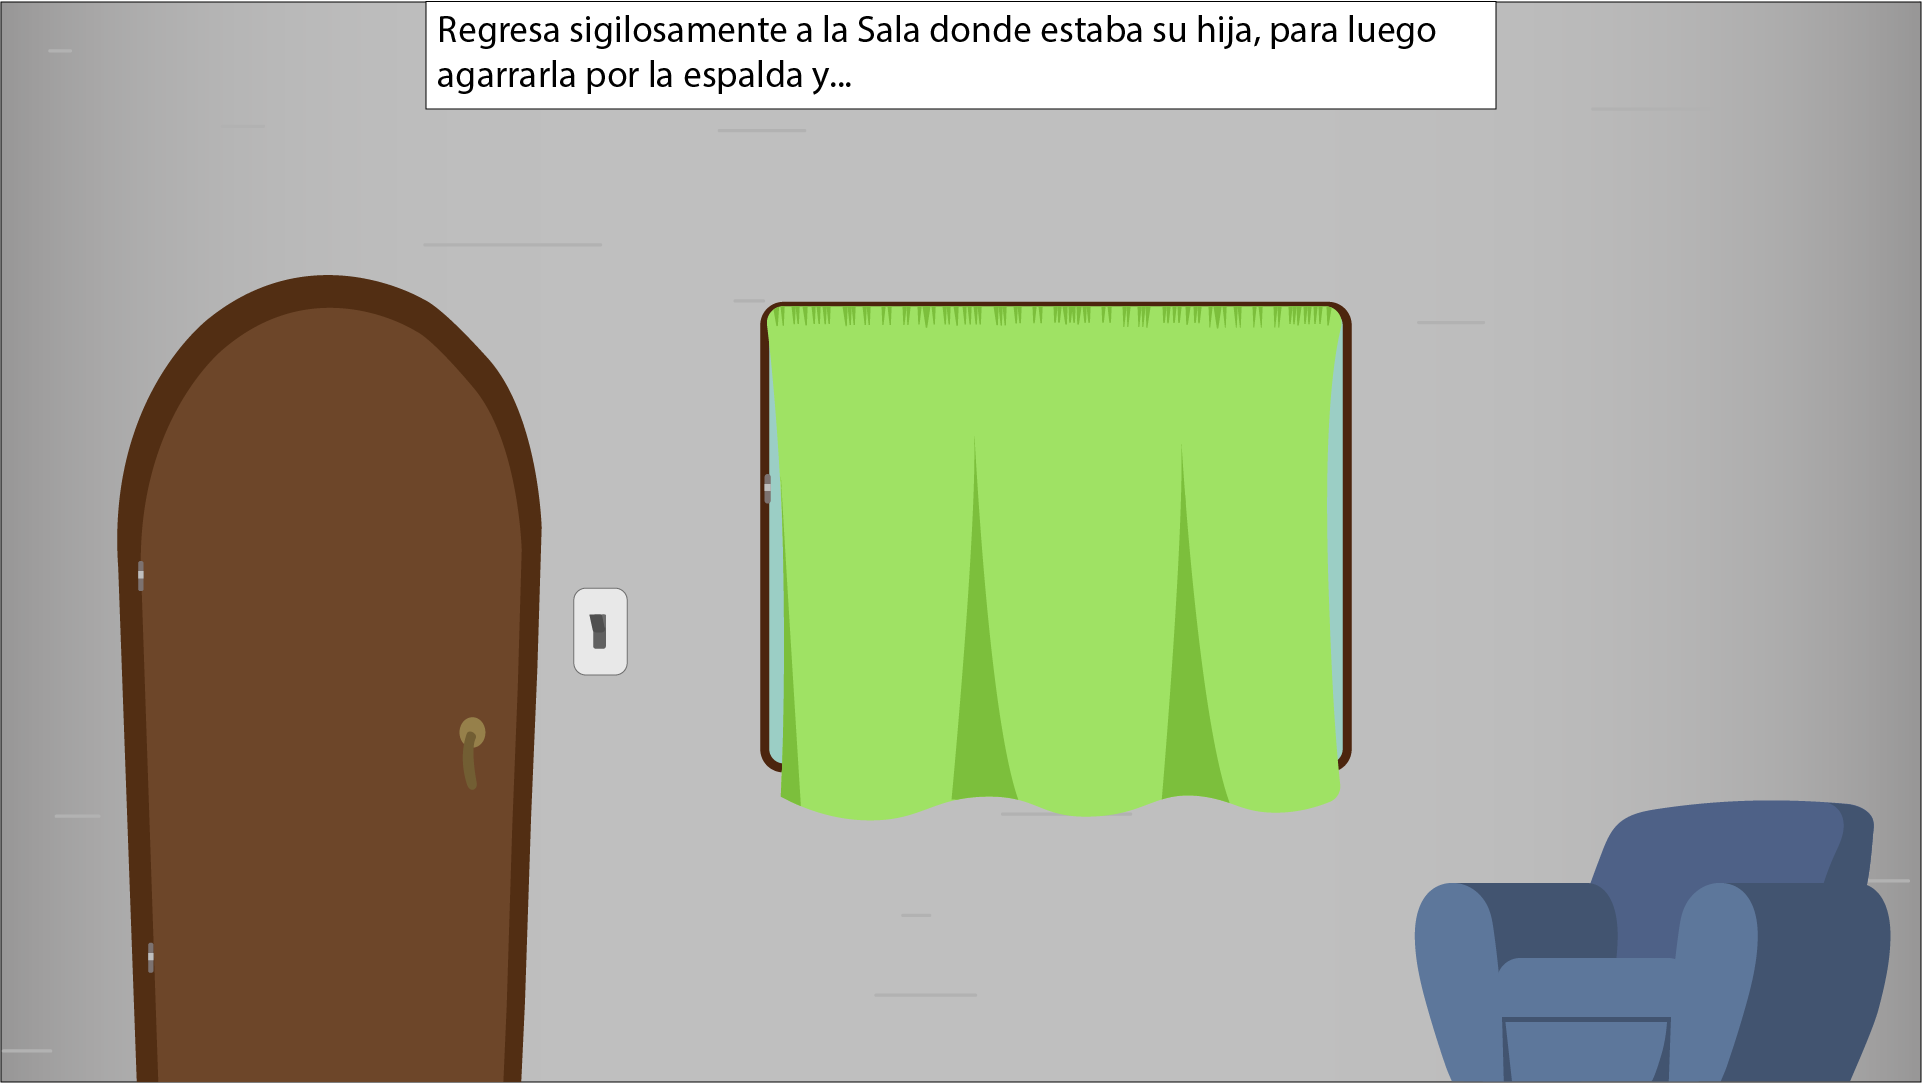 Regresa sigilosamente a la Sala donde estaba su hija, para luego
agarrarla por la espalda y...